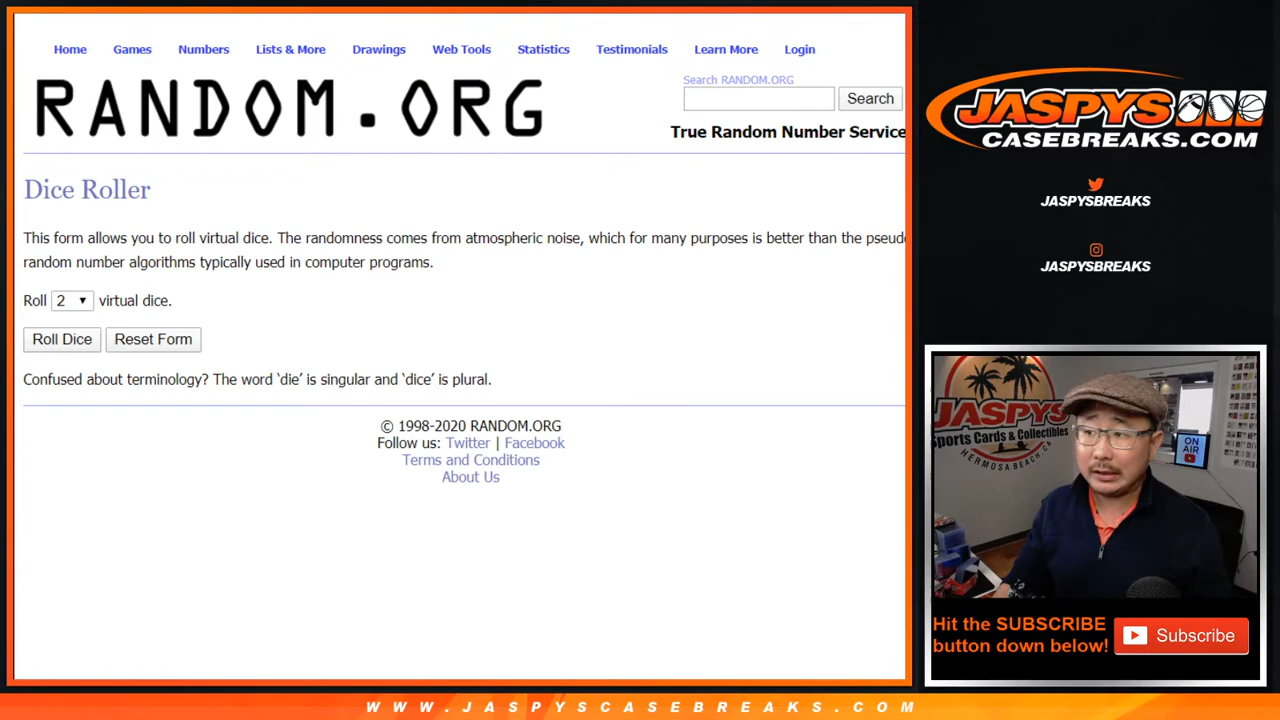 Home Games Numbers Lists & More Drawings Web Tools Statistics Testimonials Learn More Login
RANDOM.ORG
Search RANDOM.ORG
Search
True Random Number Service
Dice Roller
This form allows you to roll virtual dice. The randomness comes from atmospheric noise, which for many purposes is better than the pseudo
random number algorithms typically used in computer programs.
Roll 2 virtual dice.
Roll Dice Reset Form
Confused about terminology? The word ‘die’ is singular and ‘dice’ is plural.
© 1998-2020 RANDOM.ORG
Follow us: Twitter | Facebook
Terms and Conditions
About Us
JASPYS
CASEBREAKS.COM
JASPYSBREAKS
JASPYSBREAKS
JASPYS
Sports Cards & Collectibles
HERMOSA BEACH, CA
ON
AIR
Hit the SUBSCRIBE
button down below!
Subscribe
WWW.JASPYSCASEBREAKS.COM